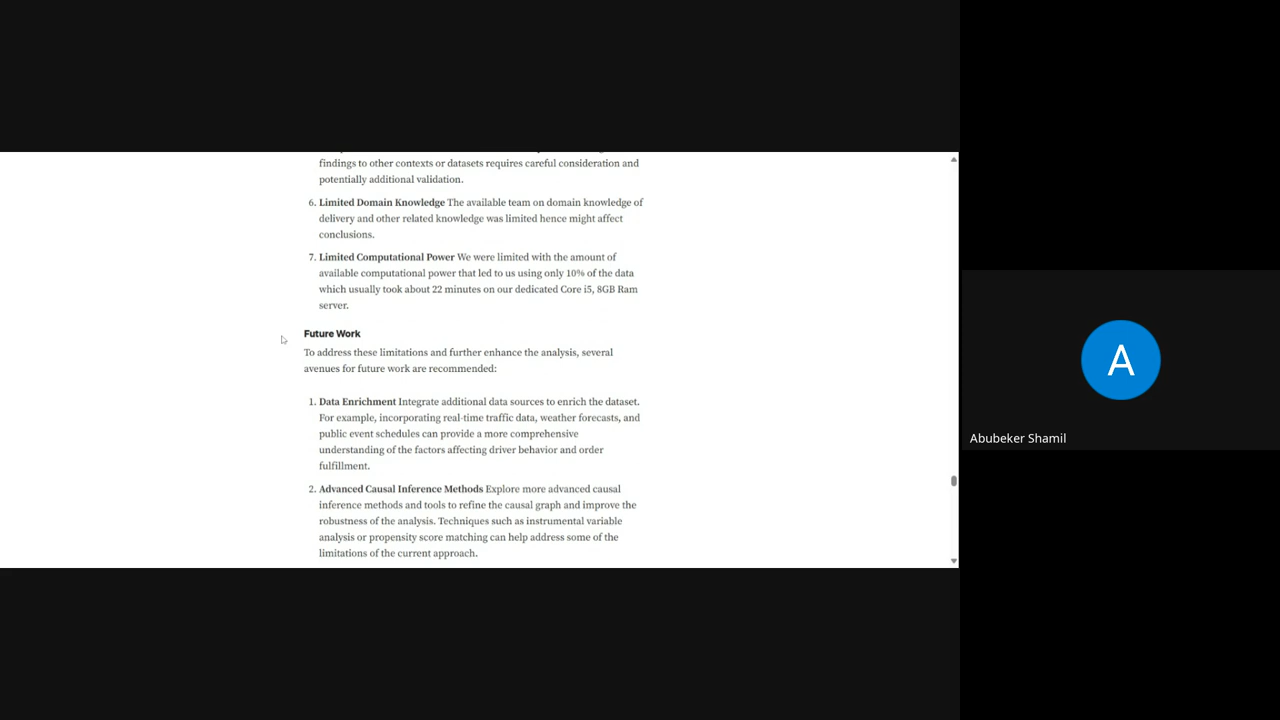 findings to other contexts or datasets requires careful consideration and
potentially additional validation.
6. Limited Domain Knowledge The available team on domain knowledge of
delivery and other related knowledge was limited hence might affect
conclusions.
7. Limited Computational Power We were limited with the amount of
available computational power that led to us using only 10% of the data
which usually took about 22 minutes on our dedicated Core i5, 8GB Ram
server.
Future Work
To address these limitations and further enhance the analysis, several
avenues for future work are recommended:
1. Data Enrichment Integrate additional data sources to enrich the dataset.
For example, incorporating real-time traffic data, weather forecasts, and
public event schedules can provide a more comprehensive
understanding of the factors affecting driver behavior and order
fulfillment.
2. Advanced Causal Inference Methods Explore more advanced causal
inference methods and tools to refine the causal graph and improve the
robustness of the analysis. Techniques such as instrumental variable
analysis or propensity score matching can help address some of the
limitations of the current approach.
A
Abubeker Shamil